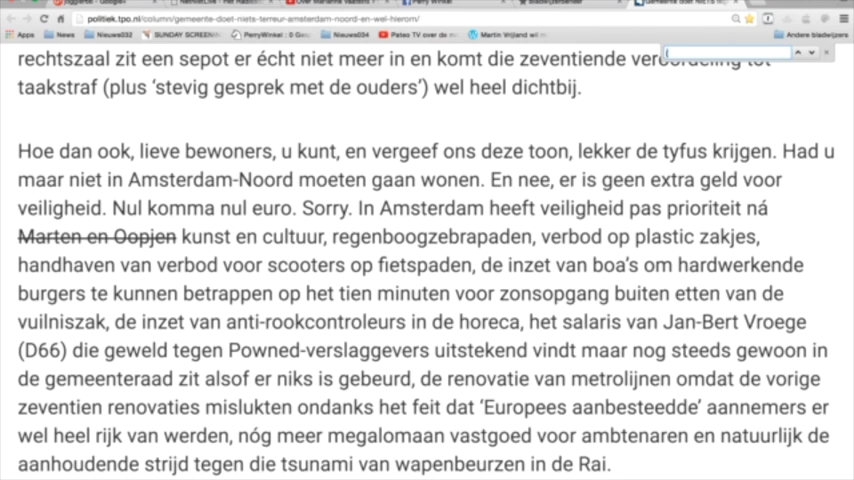 Gemeente doet niets te
politiek.tpo.nl/column/gemeente-doet-niets-terreur-amsterdam-noord-en-wel-hierom/
Apps News Nieuws032 SUNDAY SCREENIN PerryWinkel : 0 Ges Nieuws034 Pateo TV over de m Martin Vrijland wil m Andere bladwijzers
rechtszaal zit een sepot er écht niet meer in en komt die zeventiende veroordeling tot
taakstraf (plus ‘stevig gesprek met de ouders’) wel heel dichtbij.
Hoe dan ook, lieve bewoners, u kunt, en vergeef ons deze toon, lekker de tyfus krijgen. Had u
maar niet in Amsterdam-Noord moeten gaan wonen. En nee, er is geen extra geld voor
veiligheid. Nul komma nul euro. Sorry. In Amsterdam heeft veiligheid pas prioriteit ná
Marten en Oopjen kunst en cultuur, regenboogzebrapaden, verbod op plastic zakjes,
handhaven van verbod voor scooters op fietspaden, de inzet van boa’s om hardwerkende
burgers te kunnen betrappen op het tien minuten voor zonsopgang buiten etten van de
vuilniszak, de inzet van anti-rookcontroleurs in de horeca, het salaris van Jan-Bert Vroege
(D66) die geweld tegen Powned-verslaggevers uitstekend vindt maar nog steeds gewoon in
de gemeenteraad zit alsof er niks is gebeurd, de renovatie van metrolijnen omdat de vorige
zeventien renovaties mislukten ondanks het feit dat ‘Europees aanbesteedde’ aannemers er
wel heel rijk van werden, nóg meer megalomaan vastgoed voor ambtenaren en natuurlijk de
aanhoudende strijd tegen die tsunami van wapenbeurzen in de Rai.